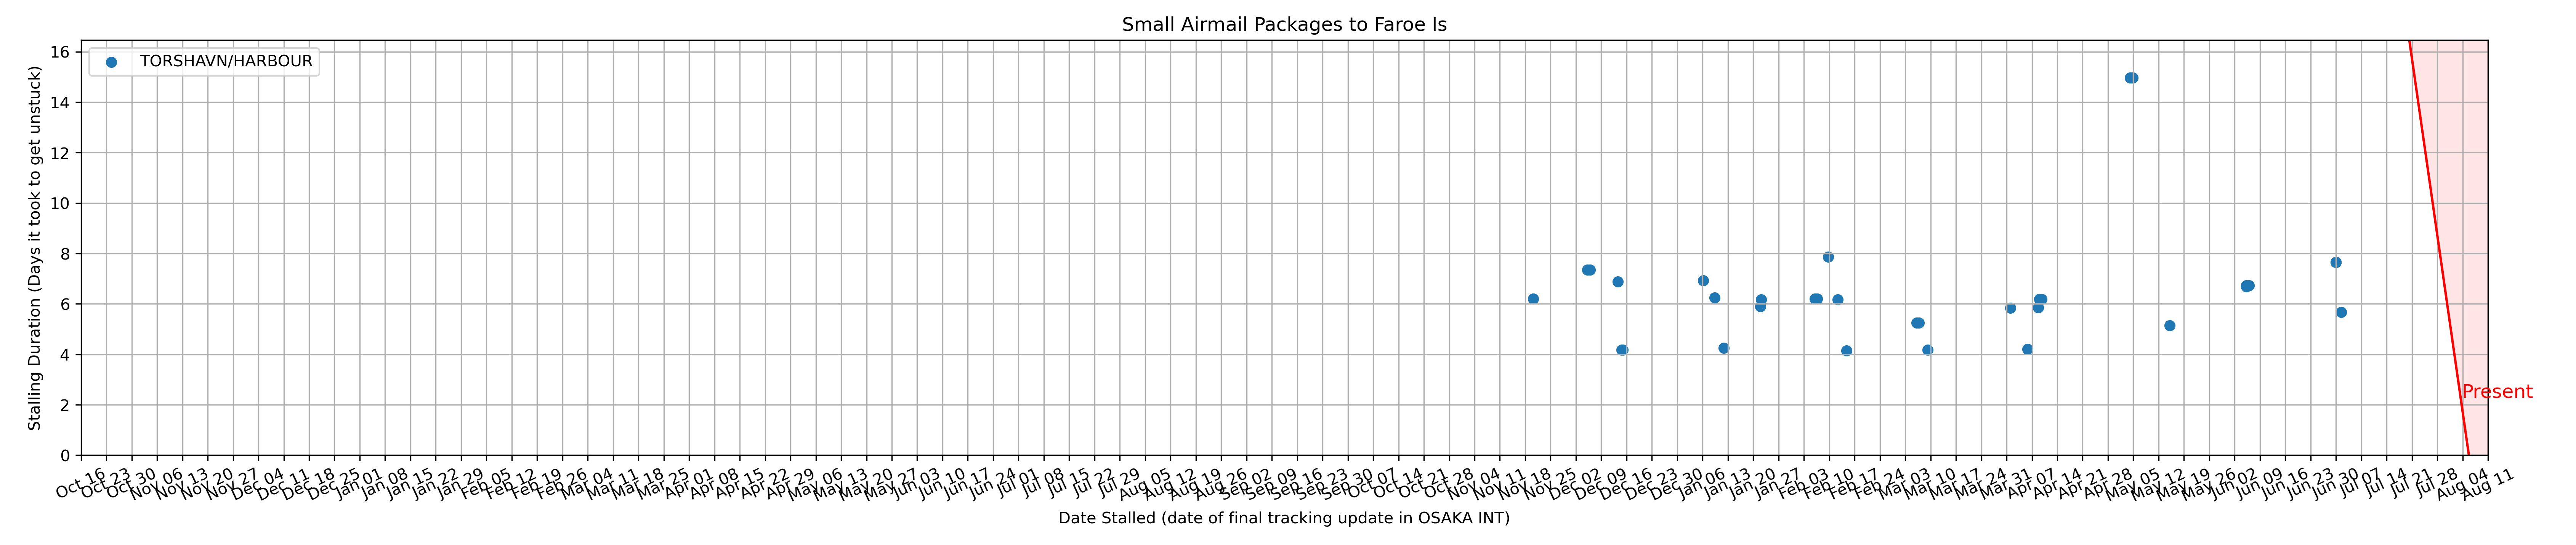 Small Airmail Packages to Faroe Is
TORSHAVN/HARBOUR
Stalling Duration (Days it took to get unstuck)
16
14
12
10
8
6
4
2
0
Present
Oct 16
Oct 23
Oct 30
Nov 06
Nov 13
Nov 20
Nov 27
Dec 04
Dec 11
Dec 18
Dec 25
Jan 01
Jan 08
Jan 15
Jan 22
Jan 29
Feb 05
Feb 12
Feb 19
Feb 26
Mar 04
Mar 11
Mar 18
Mar 25
Apr 01
Apr 08
Apr 15
Apr 22
Apr 29
May 06
May 13
May 20
May 27
Jun 03
Jun 10
Jun 17
Jun 24
Jul 01
Jul 08
Jul 15
Jul 22
Jul 29
Aug 05
Aug 12
Aug 19
Aug 26
Sep 02
Sep 09
Sep 16
Sep 23
Sep 30
Oct 07
Oct 14
Oct 21
Oct 28
Nov 04
Nov 11
Nov 18
Nov 25
Dec 02
Dec 09
Dec 16
Dec 23
Dec 30
Jan 06
Jan 13
Jan 20
Jan 27
Feb 03
Feb 10
Feb 17
Feb 24
Mar 03
Mar 10
Mar 17
Mar 24
Mar 31
Apr 07
Apr 14
Apr 21
Apr 28
May 05
May 12
May 19
May 26
Jun 02
Jun 09
Jun 16
Jun 23
Jun 30
Jul 07
Jul 14
Jul 21
Jul 28
Aug 04
Aug 11
Date Stalled (date of final tracking update in OSAKA INT)